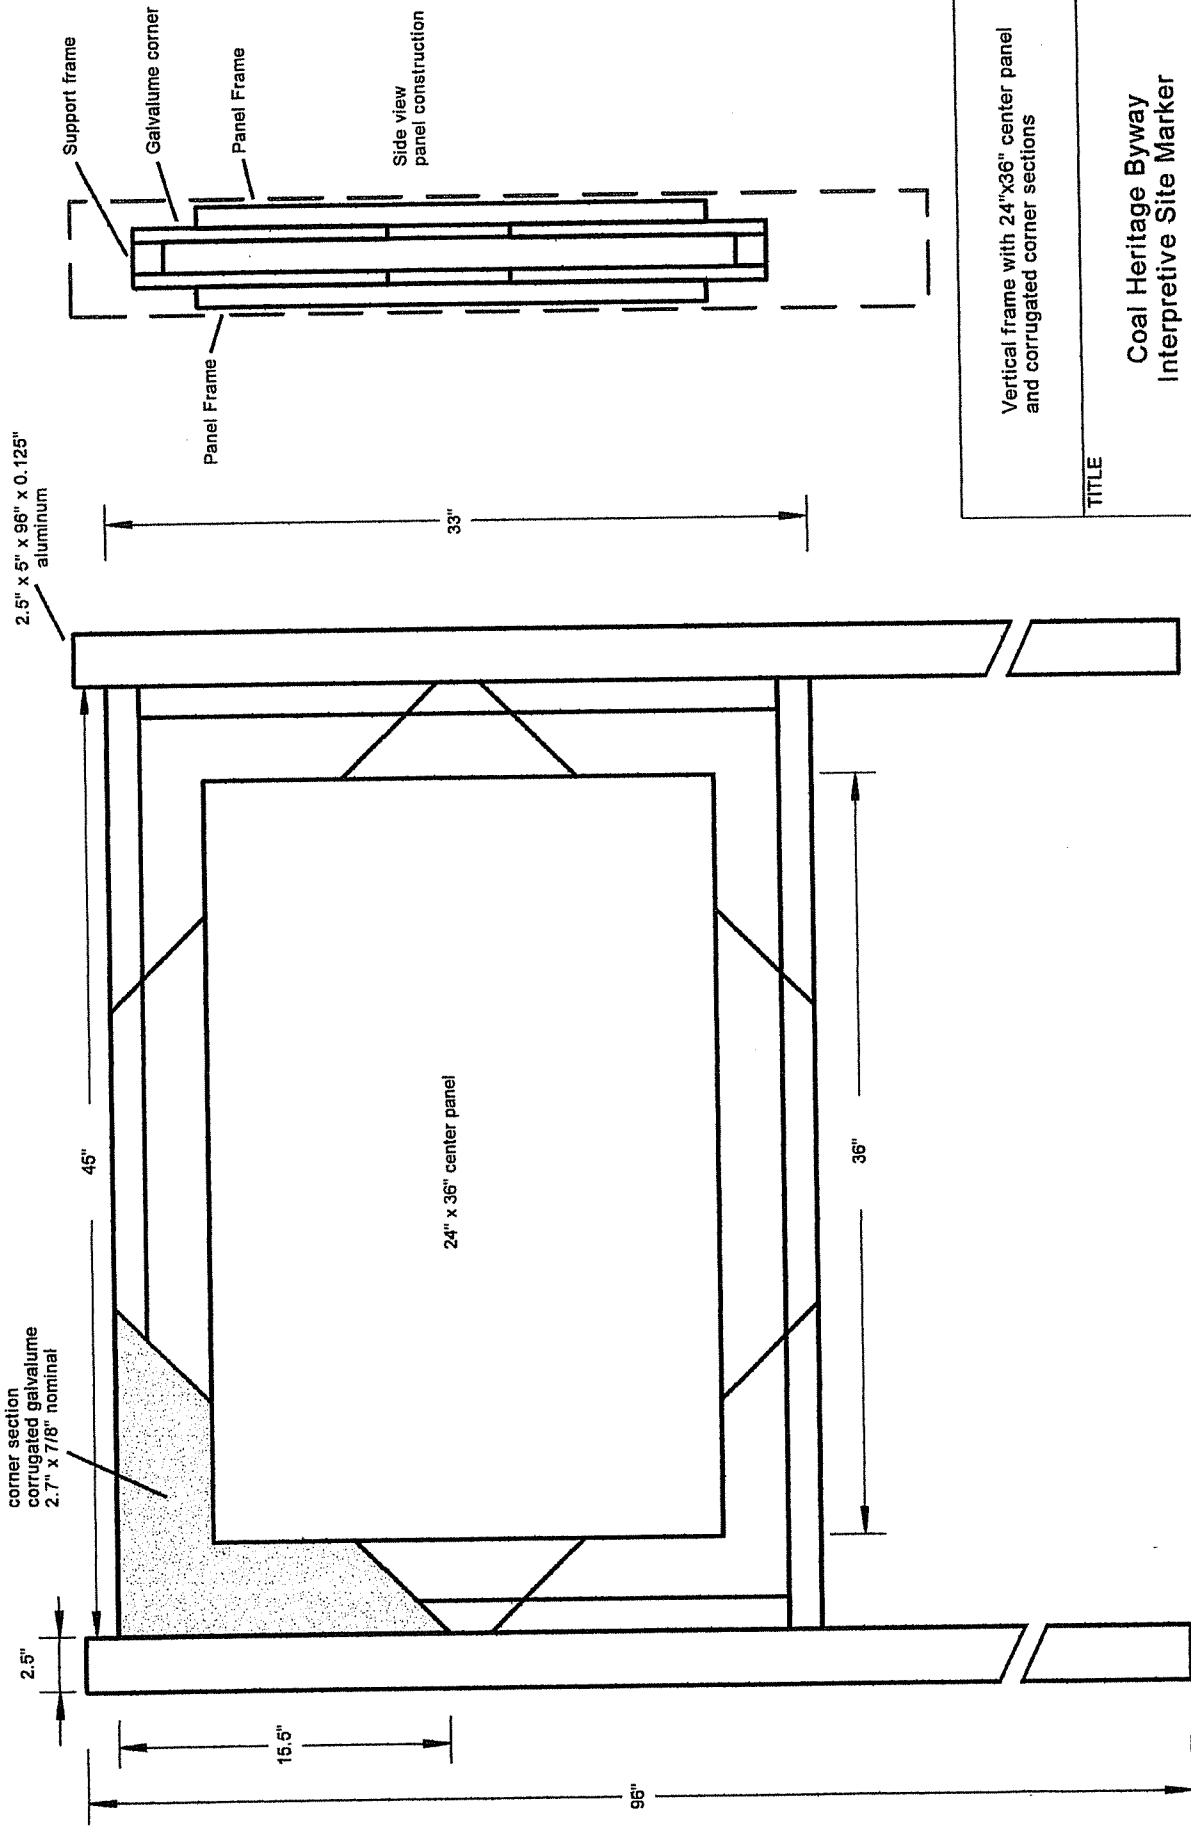 corner section
corrugated galvalume
2.7" x 7/8" nominal
2.5"
45"
2.5" x 5" x 96" x 0.125"
aluminum
15.5"
96"
24" x 36" center panel
33"
36"
Support frame
Galvalume corner
Panel Frame
Panel Frame
Side view
panel construction
Vertical frame with 24"x36" center panel
and corrugated corner sections
TITLE
Coal Heritage Byway
Interpretive Site Marker